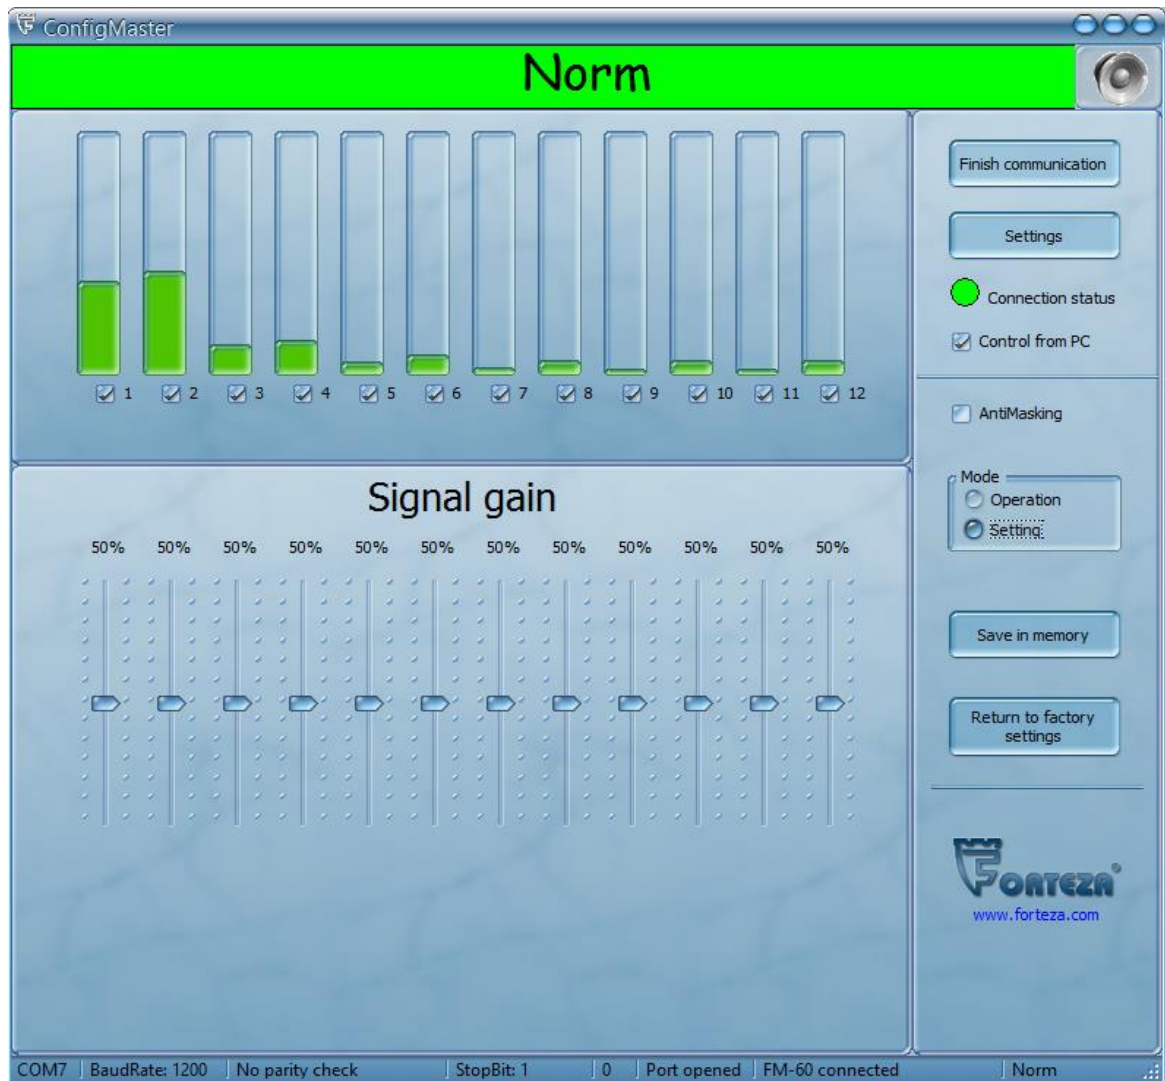 ConfigMaster
Norm
Finish communication
Settings
Connection status
Control from PC
1 2 3 4 5 6 7 8 9 10 11 12
AntiMasking
Mode
Operation
Setting
Signal gain
50% 50% 50% 50% 50% 50% 50% 50% 50% 50% 50% 50%
Save in memory
Return to factory
settings
FORTEZA
www.forteza.com
COM7 BaudRate: 1200 No parity check StopBit: 1 0 Port opened FM-60 connected Norm